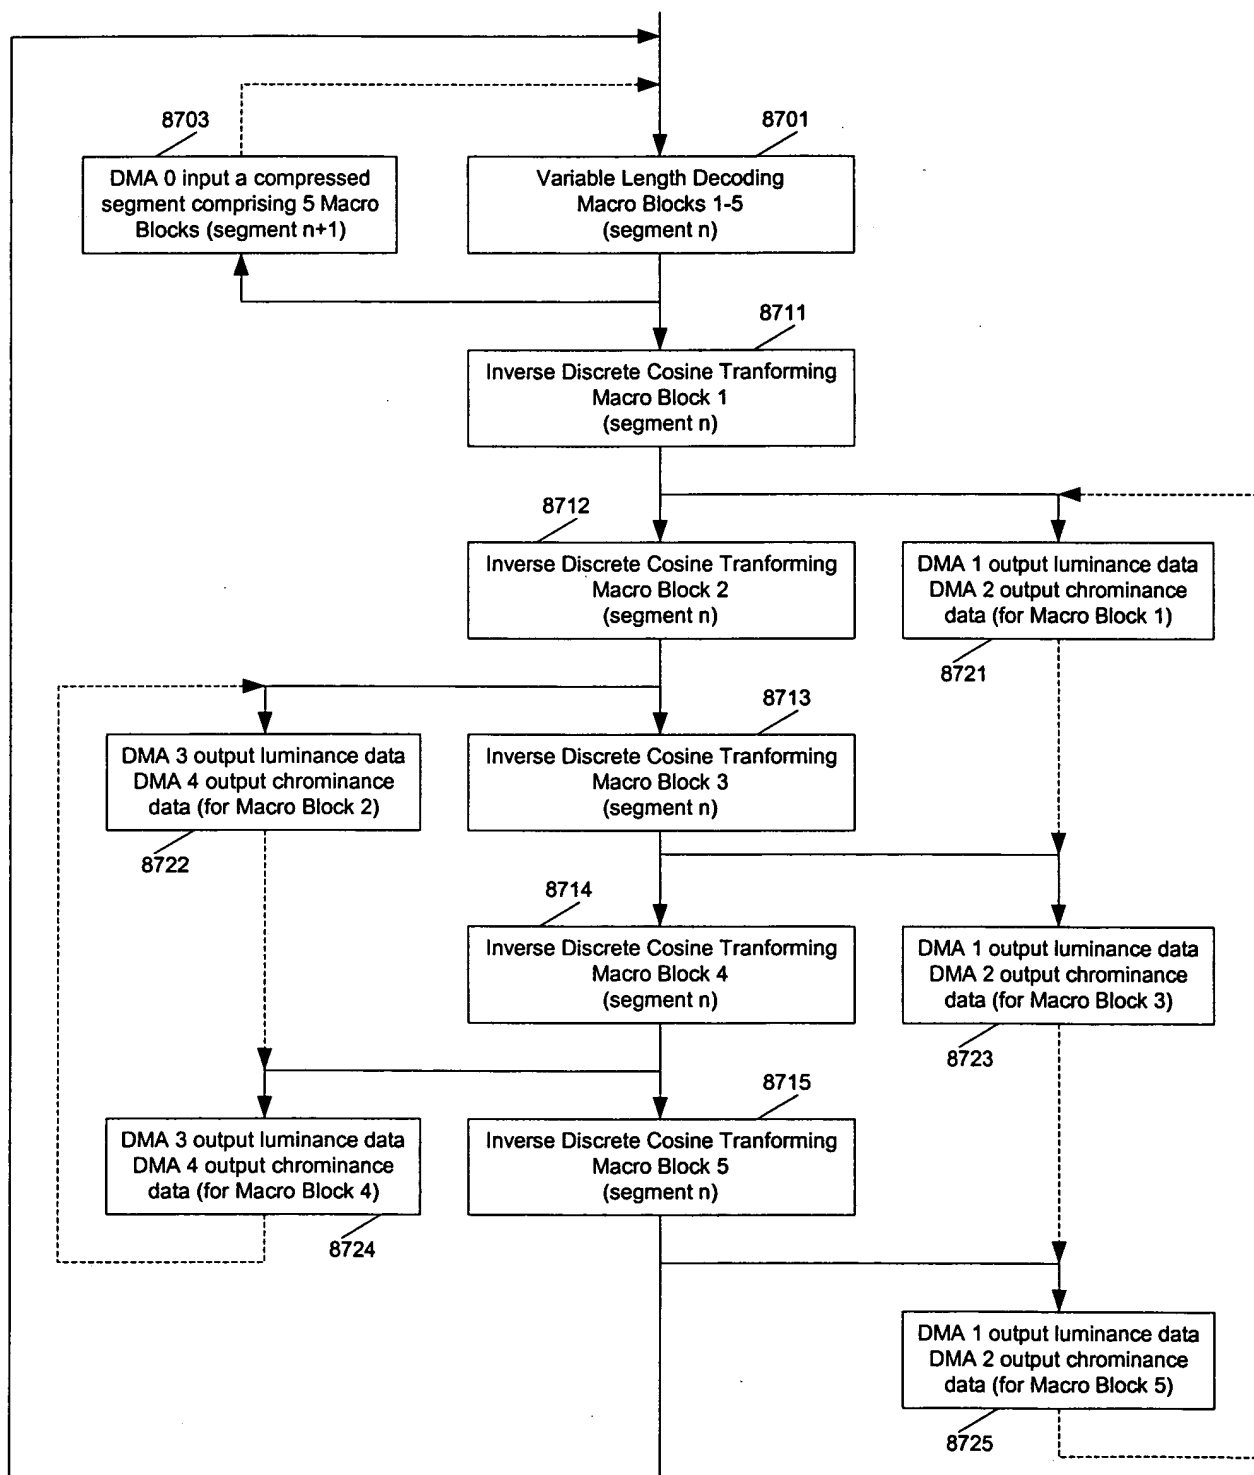 8703
8701
DMA 0 input a compressed
segment comprising 5 Macro
Blocks (segment n+1)
Variable Length Decoding
Macro Blocks 1-5
(segment n)
8711
Inverse Discrete Cosine Tranforming
Macro Block 1
(segment n)
8712
Inverse Discrete Cosine Tranforming
Macro Block 2
(segment n)
DMA 1 output luminance data
DMA 2 output chrominance
data (for Macro Block 1)
8721
8713
DMA 3 output luminance data
DMA 4 output chrominance
data (for Macro Block 2)
8722
Inverse Discrete Cosine Tranforming
Macro Block 3
(segment n)
8714
Inverse Discrete Cosine Tranforming
Macro Block 4
(segment n)
DMA 1 output luminance data
DMA 2 output chrominance
data (for Macro Block 3)
8723
8715
DMA 3 output luminance data
DMA 4 output chrominance
data (for Macro Block 4)
8724
Inverse Discrete Cosine Tranforming
Macro Block 5
(segment n)
DMA 1 output luminance data
DMA 2 output chrominance
data (for Macro Block 5)
8725